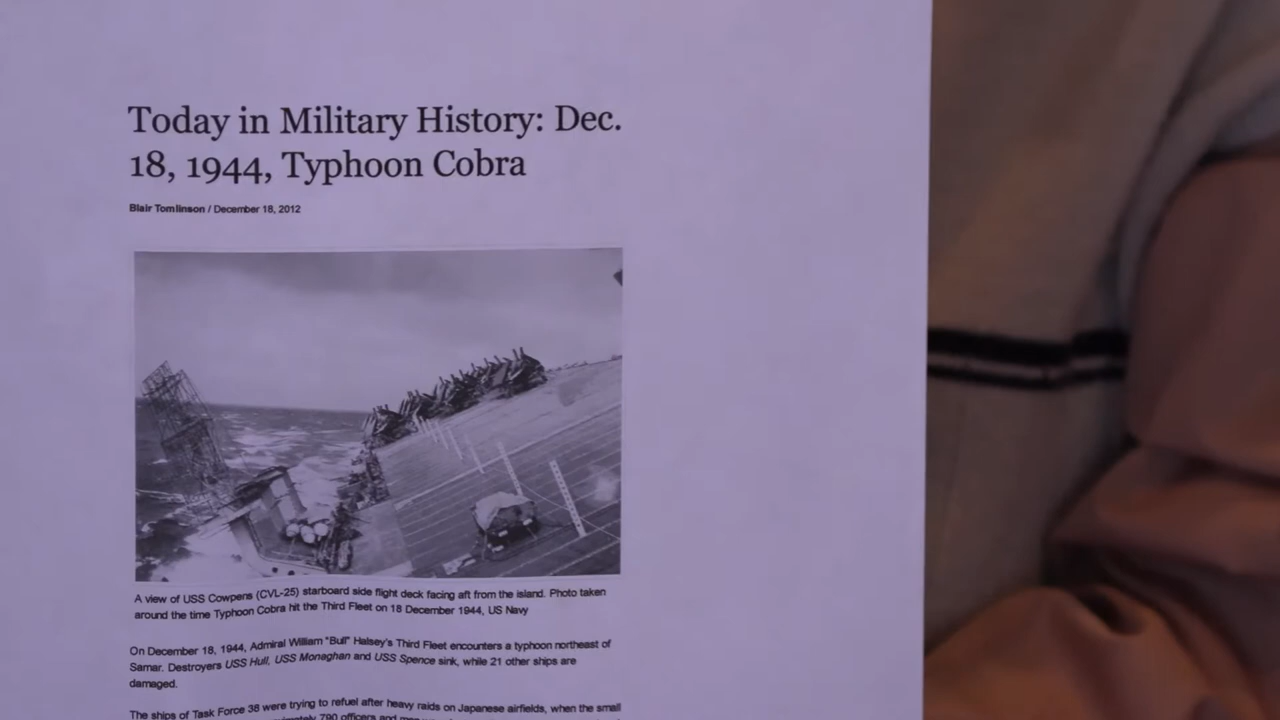 Today in Military History: Dec.
18, 1944, Typhoon Cobra
Blair Tomlinson / December 18, 2012
A view of USS Cowpens (CVL-25) starboard side flight deck facing aft from the island. Photo taken
around the time Typhoon Cobra hit the Third Fleet on 18 December 1944, US Navy
On December 18, 1944, Admiral William "Bull" Halsey's Third Fleet encounters a typhoon northeast of
Samar. Destroyers USS Hull, USS Monaghan and USS Spence sink, while 21 other ships are
damaged.
The ships of Task Force 38 were trying to refuel after heavy raids on Japanese airfields, when the small
790 officers and